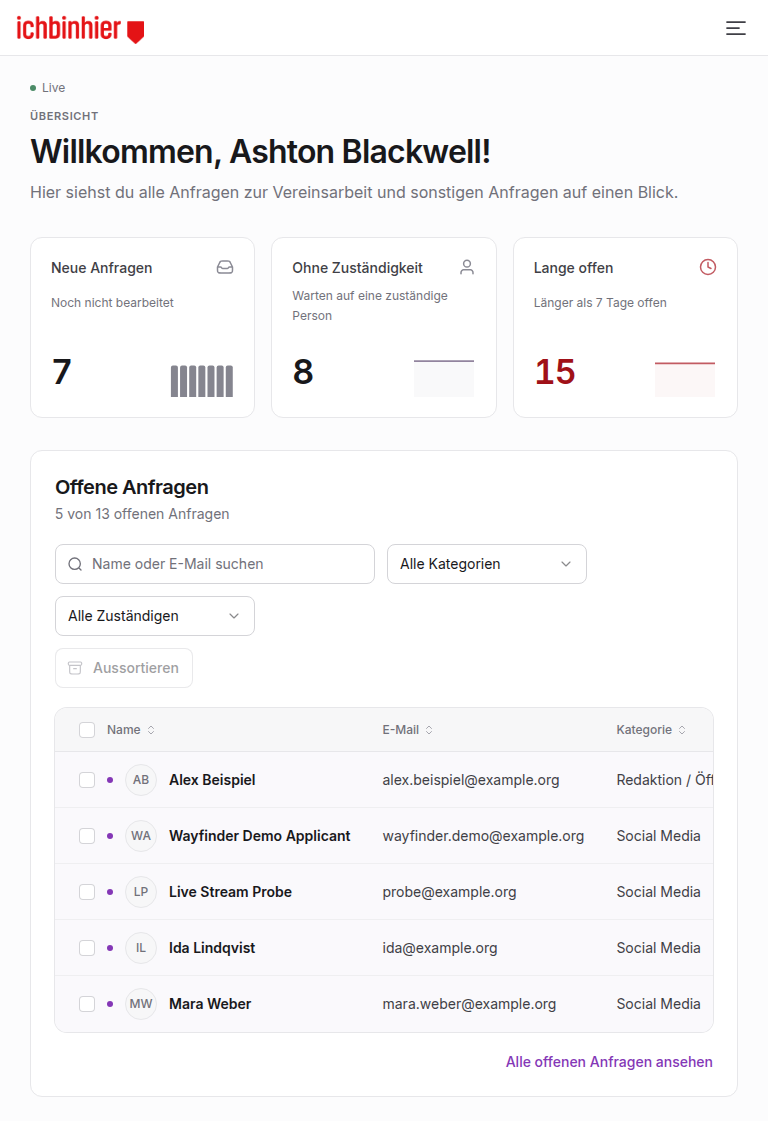 ichbinhier
Live
ÜBERSICHT
Willkommen, Ashton Blackwell!
Hier siehst du alle Anfragen zur Vereinsarbeit und sonstigen Anfragen auf einen Blick.
Neue Anfragen
Noch nicht bearbeitet
7
Ohne Zuständigkeit
Warten auf eine zuständige
Person
8
Lange offen
Länger als 7 Tage offen
15
Offene Anfragen
5 von 13 offenen Anfragen
Name oder E-Mail suchen
Alle Kategorien
Alle Zuständigen
Aussortieren
Name E-Mail Kategorie
AB Alex Beispiel alex.beispiel@example.org Redaktion / Öff
WA Wayfinder Demo Applicant wayfinder.demo@example.org Social Media
LP Live Stream Probe probe@example.org Social Media
IL Ida Lindqvist ida@example.org Social Media
MW Mara Weber mara.weber@example.org Social Media
Alle offenen Anfragen ansehen